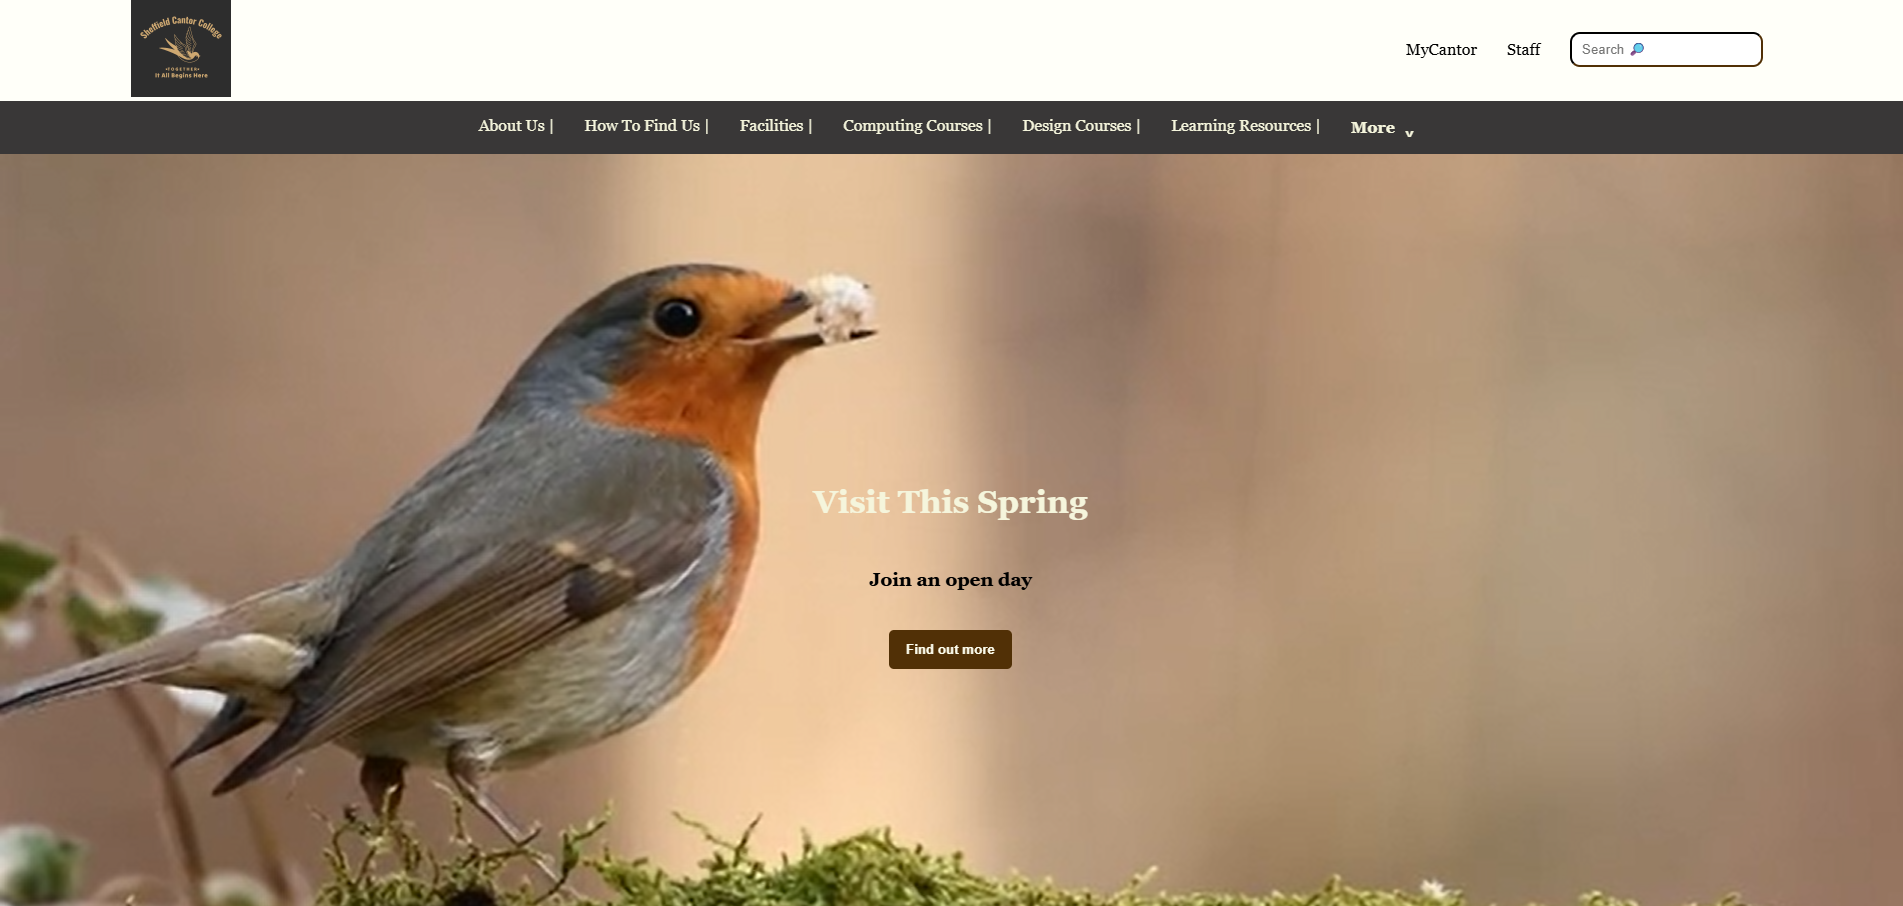 Sheffield Cantor College
•TOGETHER•
It All Begins Here
MyCantor Staff Search 🔎
About Us | How To Find Us | Facilities | Computing Courses | Design Courses | Learning Resources | More v
Visit This Spring
Join an open day
Find out more